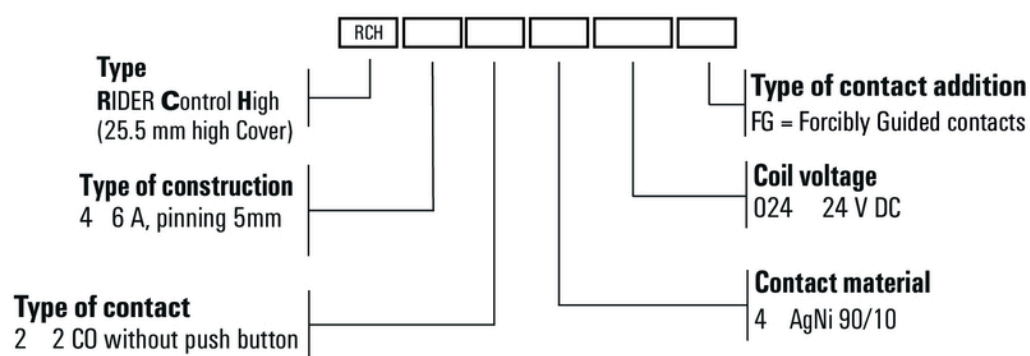 RCH
Type
RIDER Control High
(25.5 mm high Cover)
Type of contact addition
FG = Forcibly Guided contacts
Type of construction
4 6 A, pinning 5mm
Coil voltage
024 24 V DC
Type of contact
2 2 CO without push button
Contact material
4 AgNi 90/10